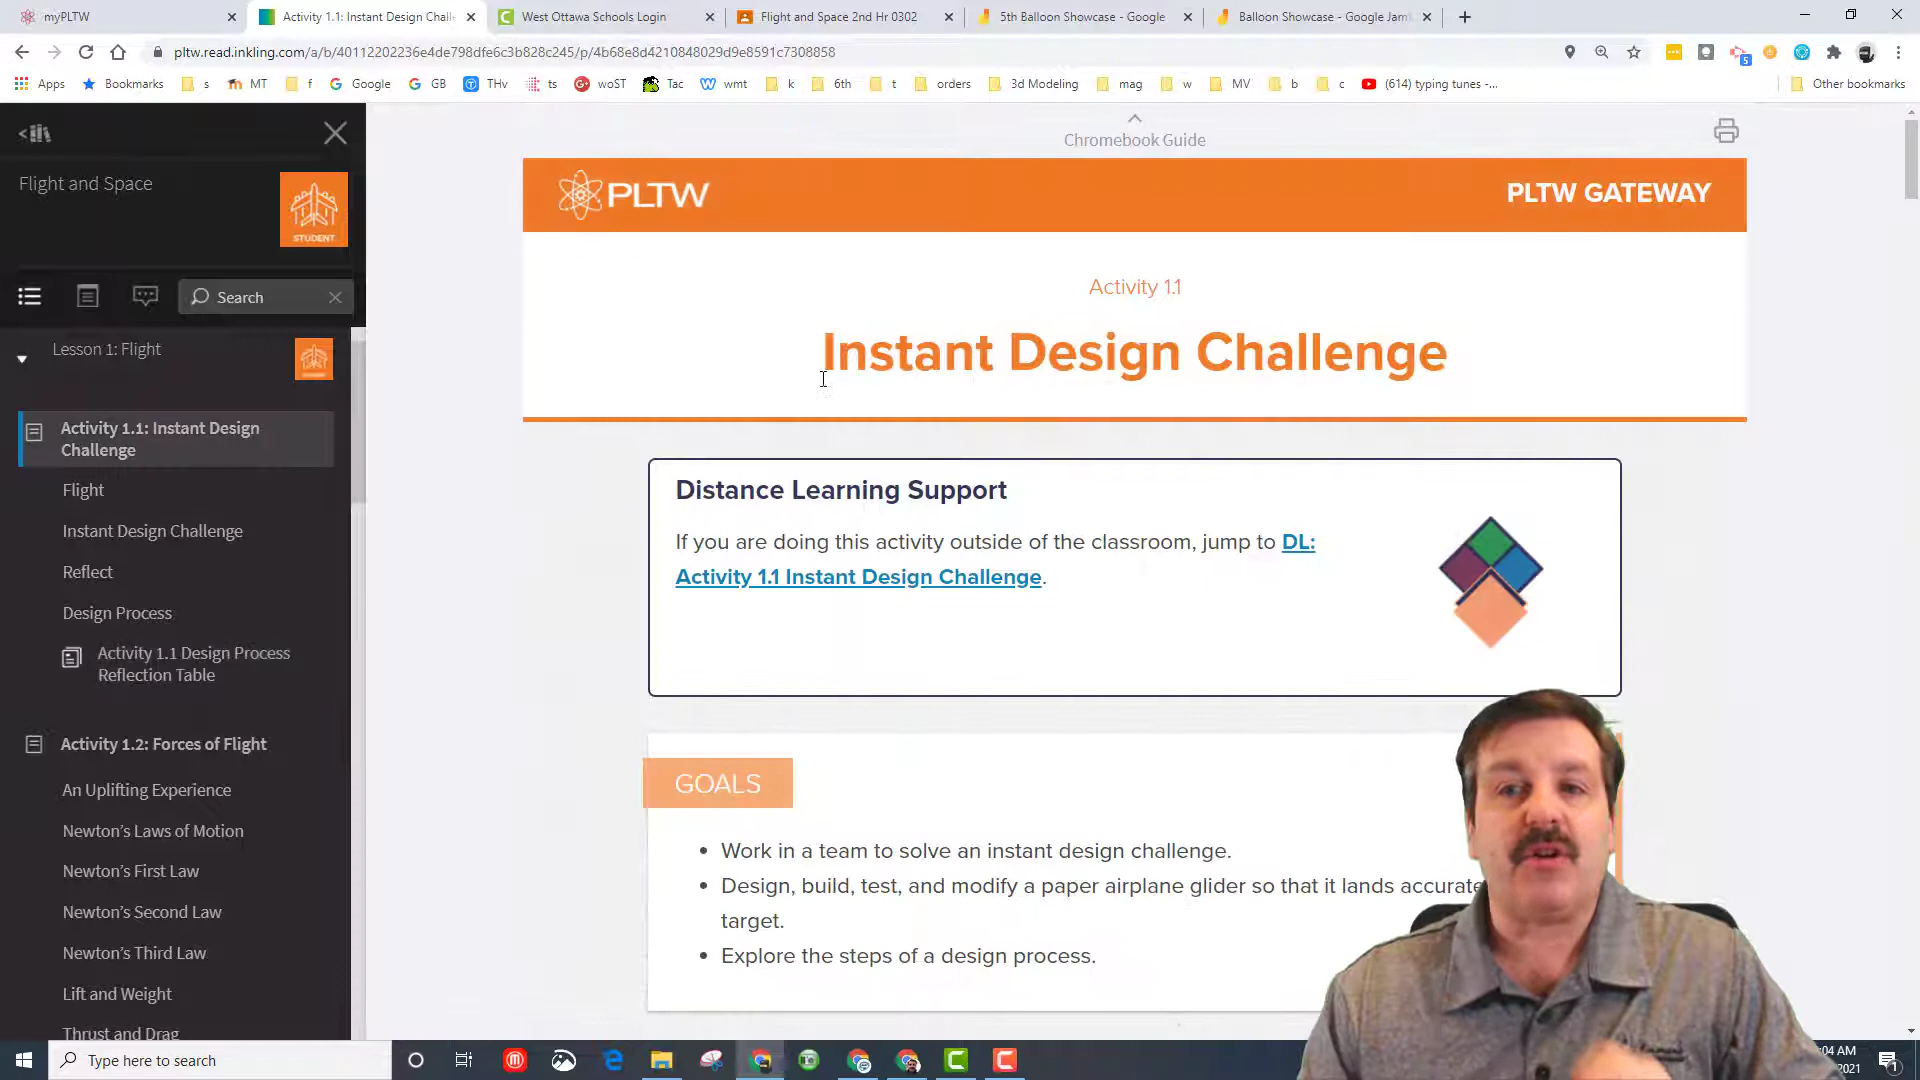 myPLTW
Activity 1.1: Instant Design Chall
West Ottawa Schools Login
Flight and Space 2nd Hr 0302
5th Balloon Showcase - Google
Balloon Showcase - Google Jam
pltw.read.inkling.com/a/b/40112202236e4de798dfe6c3b828c245/p/4b68e8d4210848029d9e8591c7308858
5
Apps
Bookmarks
s
MT
f
Google
GB
THv
ts
woST
Tac
wmt
k
6th
t
orders
3d Modeling
mag
w
MV
b
c
(614) typing tunes -...
Other bookmarks
Chromebook Guide
Flight and Space
STUDENT
Search
Lesson 1: Flight
Activity 1.1: Instant Design
Challenge
Flight
Instant Design Challenge
Reflect
Design Process
Activity 1.1 Design Process
Reflection Table
Activity 1.2: Forces of Flight
An Uplifting Experience
Newton's Laws of Motion
Newton's First Law
Newton's Second Law
Newton's Third Law
Lift and Weight
Thrust and Drag
PLTW
PLTW GATEWAY
Activity 1.1
Instant Design Challenge
Distance Learning Support
If you are doing this activity outside of the classroom, jump to DL:
Activity 1.1 Instant Design Challenge.
GOALS
• Work in a team to solve an instant design challenge.
• Design, build, test, and modify a paper airplane glider so that it lands accurate
target.
• Explore the steps of a design process.
Type here to search
:04 AM
2021
1